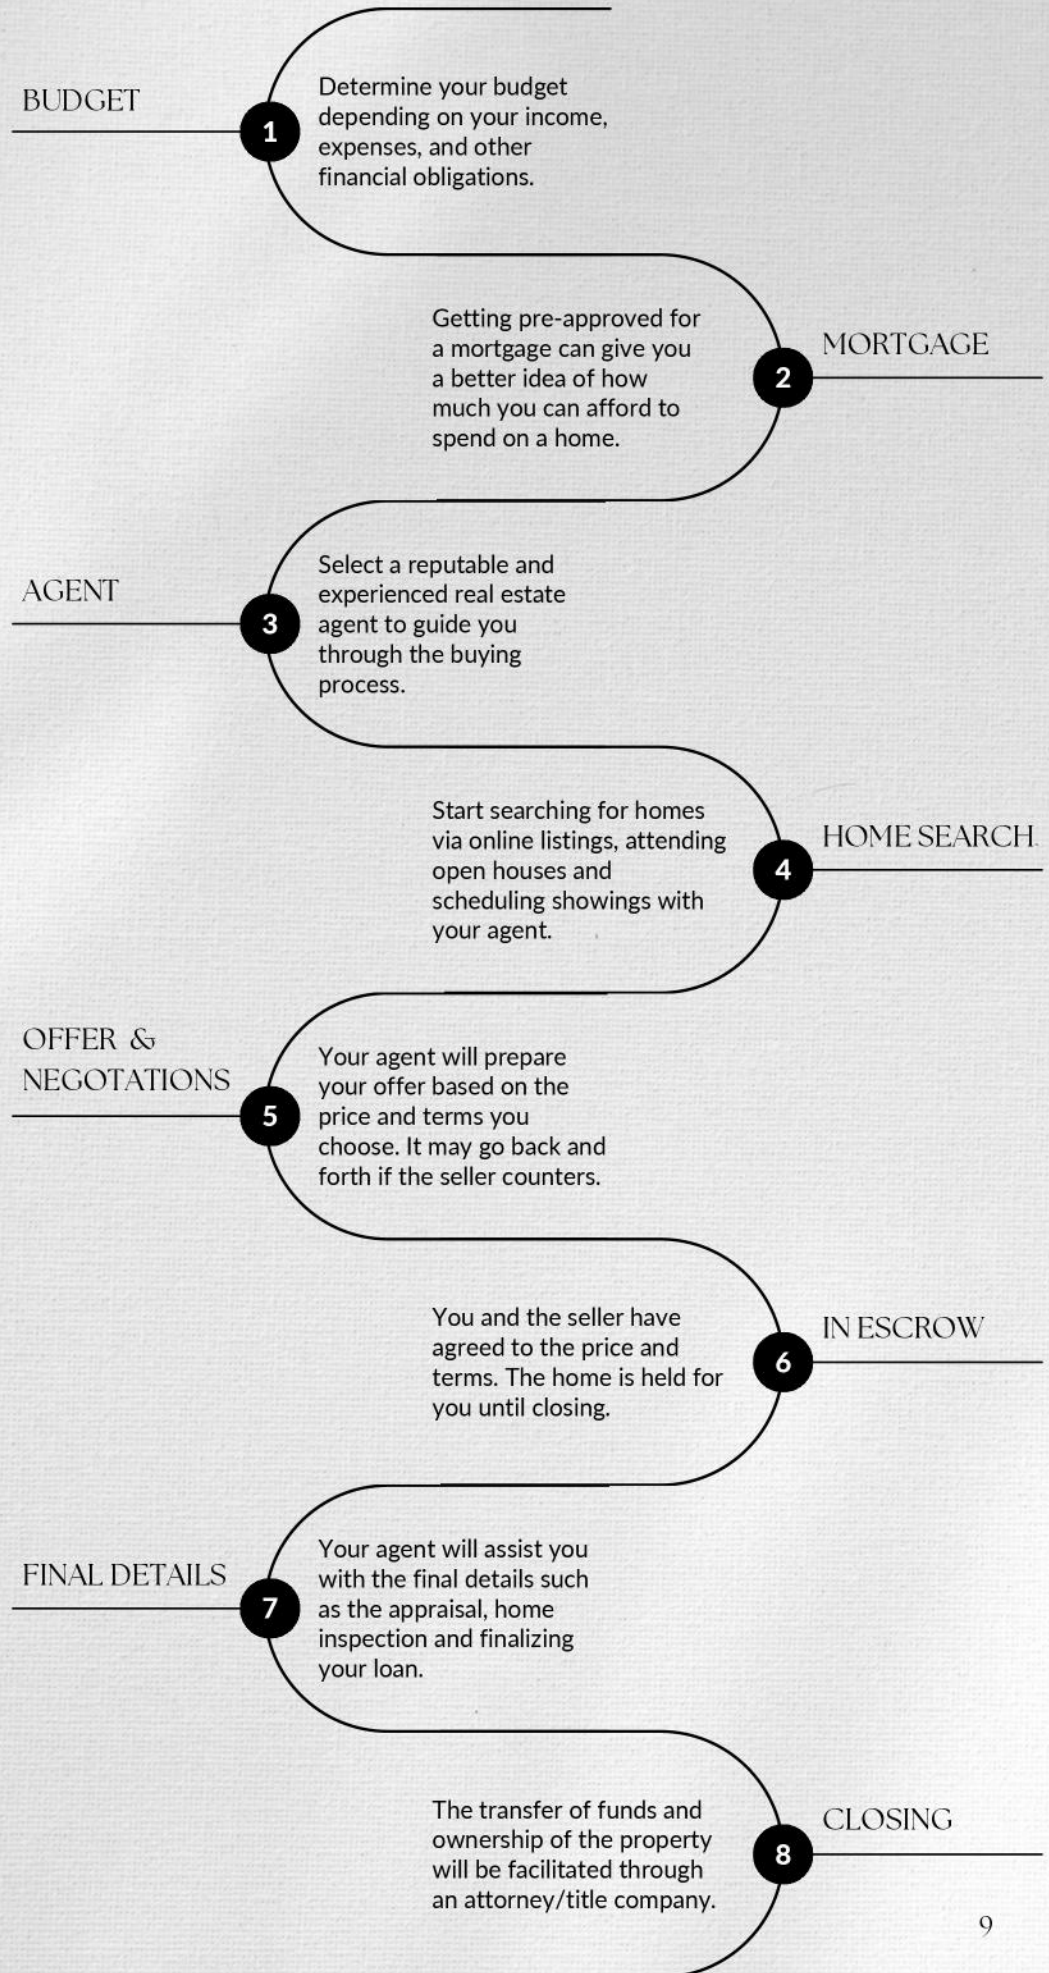 BUDGET
1
Determine your budget
depending on your income,
expenses, and other
financial obligations.
Getting pre-approved for
a mortgage can give you
a better idea of how
much you can afford to
spend on a home.
2
MORTGAGE
AGENT
3
Select a reputable and
experienced real estate
agent to guide you
through the buying
process.
Start searching for homes
via online listings, attending
open houses and
scheduling showings with
your agent.
4
HOME SEARCH
OFFER &
NEGOTATIONS
5
Your agent will prepare
your offer based on the
price and terms you
choose. It may go back and
forth if the seller counters.
You and the seller have
agreed to the price and
terms. The home is held for
you until closing.
6
IN ESCROW
FINAL DETAILS
7
Your agent will assist you
with the final details such
as the appraisal, home
inspection and finalizing
your loan.
The transfer of funds and
ownership of the property
will be facilitated through
an attorney/title company.
8
CLOSING
9